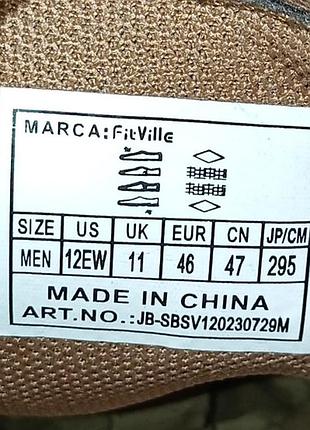 MARCA: FitVille
SIZE US UK EUR CN JP/CM
MEN 12EW 11 46 47 295
MADE IN CHINA
ART.NO.: JB-SBSV120230729M